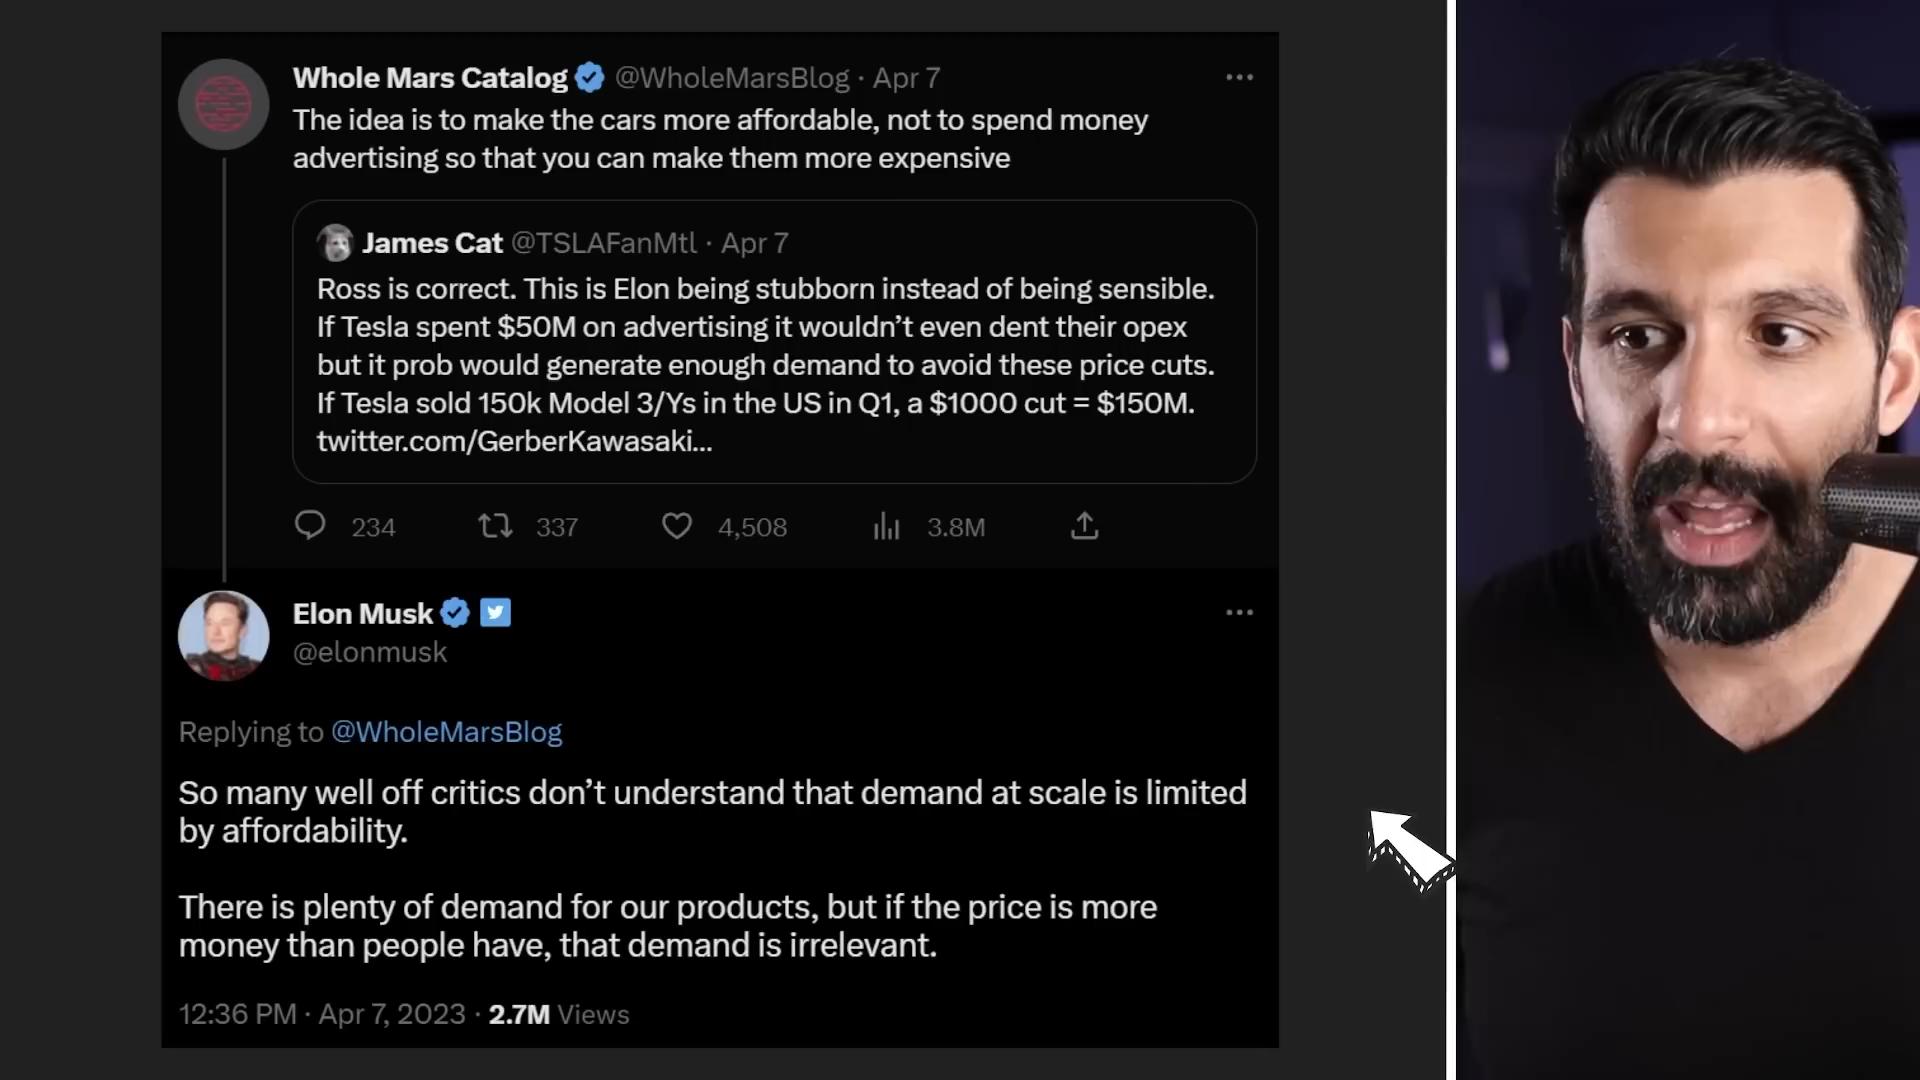 Whole Mars Catalog @WholeMarsBlog · Apr 7
The idea is to make the cars more affordable, not to spend money
advertising so that you can make them more expensive
James Cat @TSLAFanMtl · Apr 7
Ross is correct. This is Elon being stubborn instead of being sensible.
If Tesla spent $50M on advertising it wouldn’t even dent their opex
but it prob would generate enough demand to avoid these price cuts.
If Tesla sold 150k Model 3/Ys in the US in Q1, a $1000 cut = $150M.
twitter.com/GerberKawasaki...
234 337 4,508 3.8M
Elon Musk
@elonmusk
Replying to @WholeMarsBlog
So many well off critics don’t understand that demand at scale is limited
by affordability.
There is plenty of demand for our products, but if the price is more
money than people have, that demand is irrelevant.
12:36 PM · Apr 7, 2023 · 2.7M Views